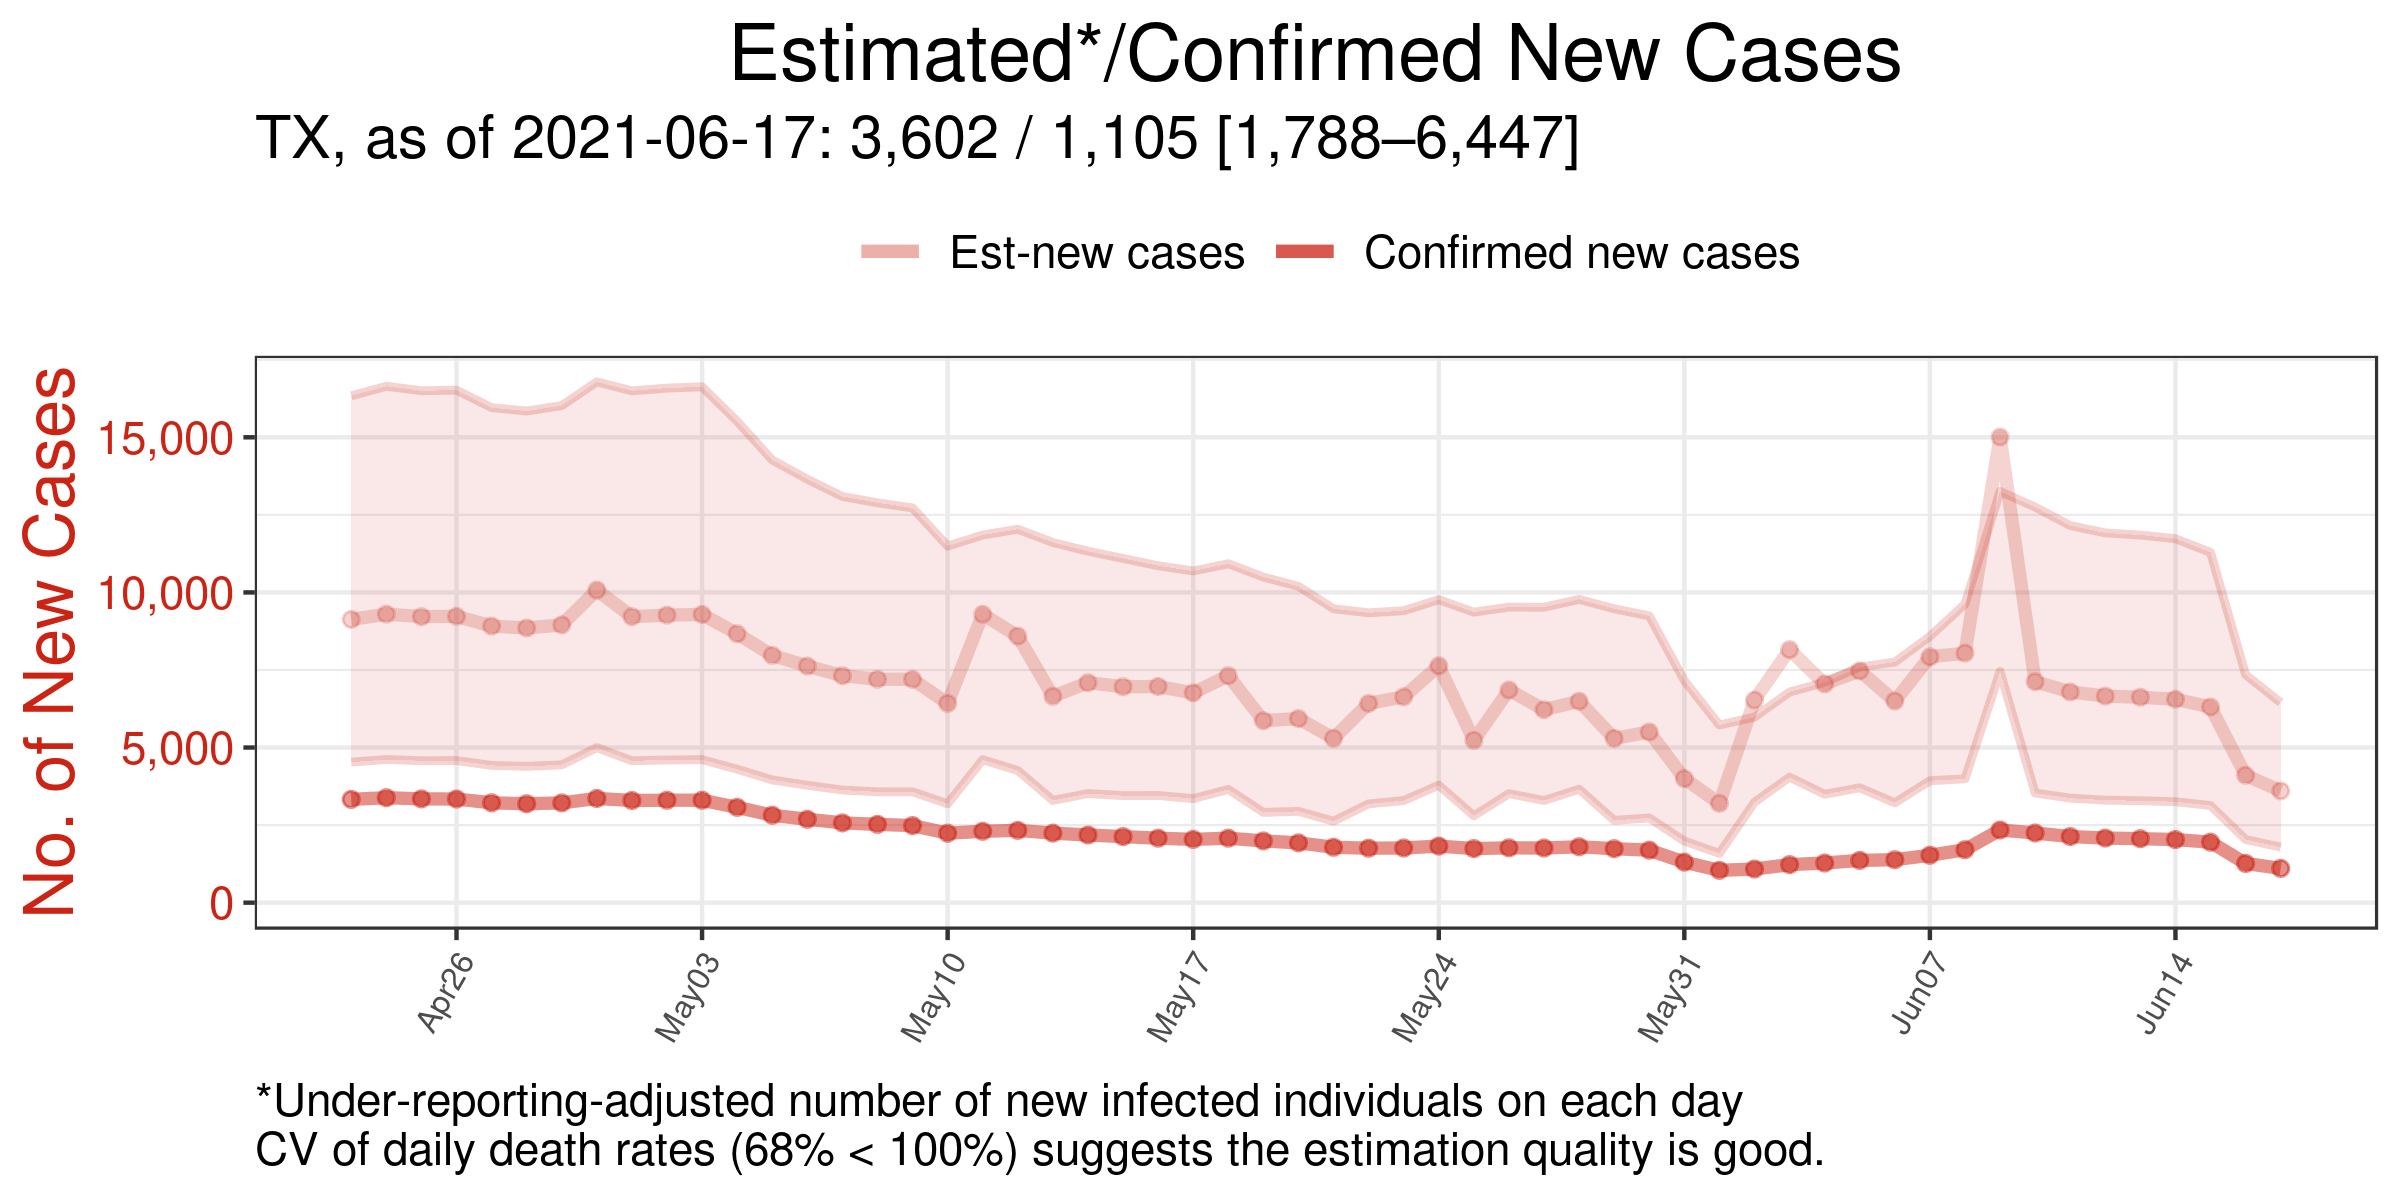 Estimated*/Confirmed New Cases
TX, as of 2021-06-17: 3,602 / 1,105 [1,788–6,447]
Est-new cases
Confirmed new cases
No. of New Cases
15,000
10,000
5,000
0
Apr26
May03
May10
May17
May24
May31
Jun07
Jun14
*Under-reporting-adjusted number of new infected individuals on each day
CV of daily death rates (68% < 100%) suggests the estimation quality is good.